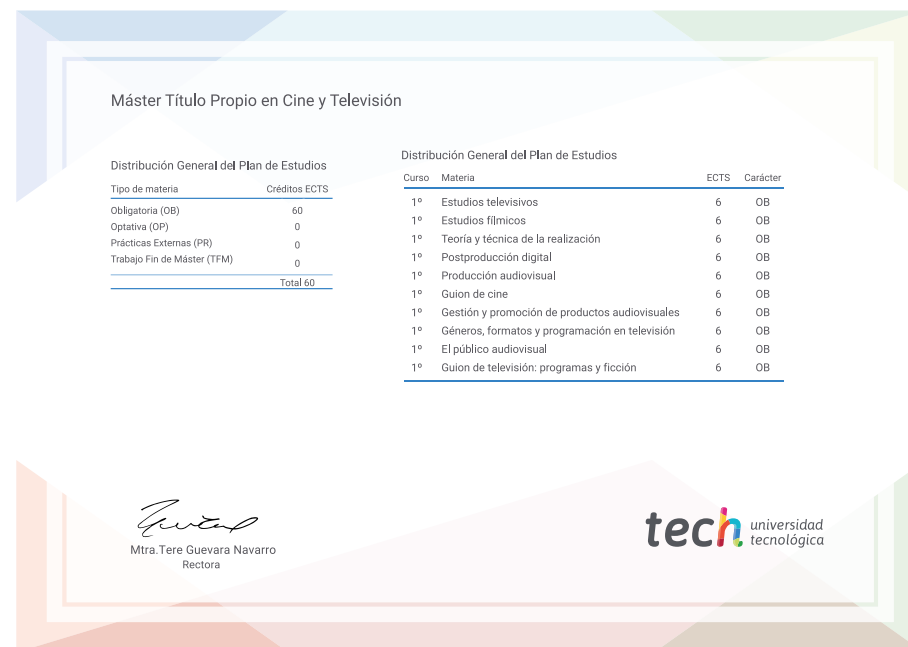 Máster Título Propio en Cine y Televisión
Distribución General del Plan de Estudios
Tipo de materia Créditos ECTS
Obligatoria (OB) 60
Optativa (OP) 0
Prácticas Externas (PR) 0
Trabajo Fin de Máster (TFM) 0
Total 60
Distribución General del Plan de Estudios
Curso Materia ECTS Carácter
1º Estudios televisivos 6 OB
1º Estudios fílmicos 6 OB
1º Teoría y técnica de la realización 6 OB
1º Postproducción digital 6 OB
1º Producción audiovisual 6 OB
1º Guion de cine 6 OB
1º Gestión y promoción de productos audiovisuales 6 OB
1º Géneros, formatos y programación en televisión 6 OB
1º El público audiovisual 6 OB
1º Guion de televisión: programas y ficción 6 OB
Mtra.Tere Guevara Navarro
Rectora
tech universidad
tecnológica